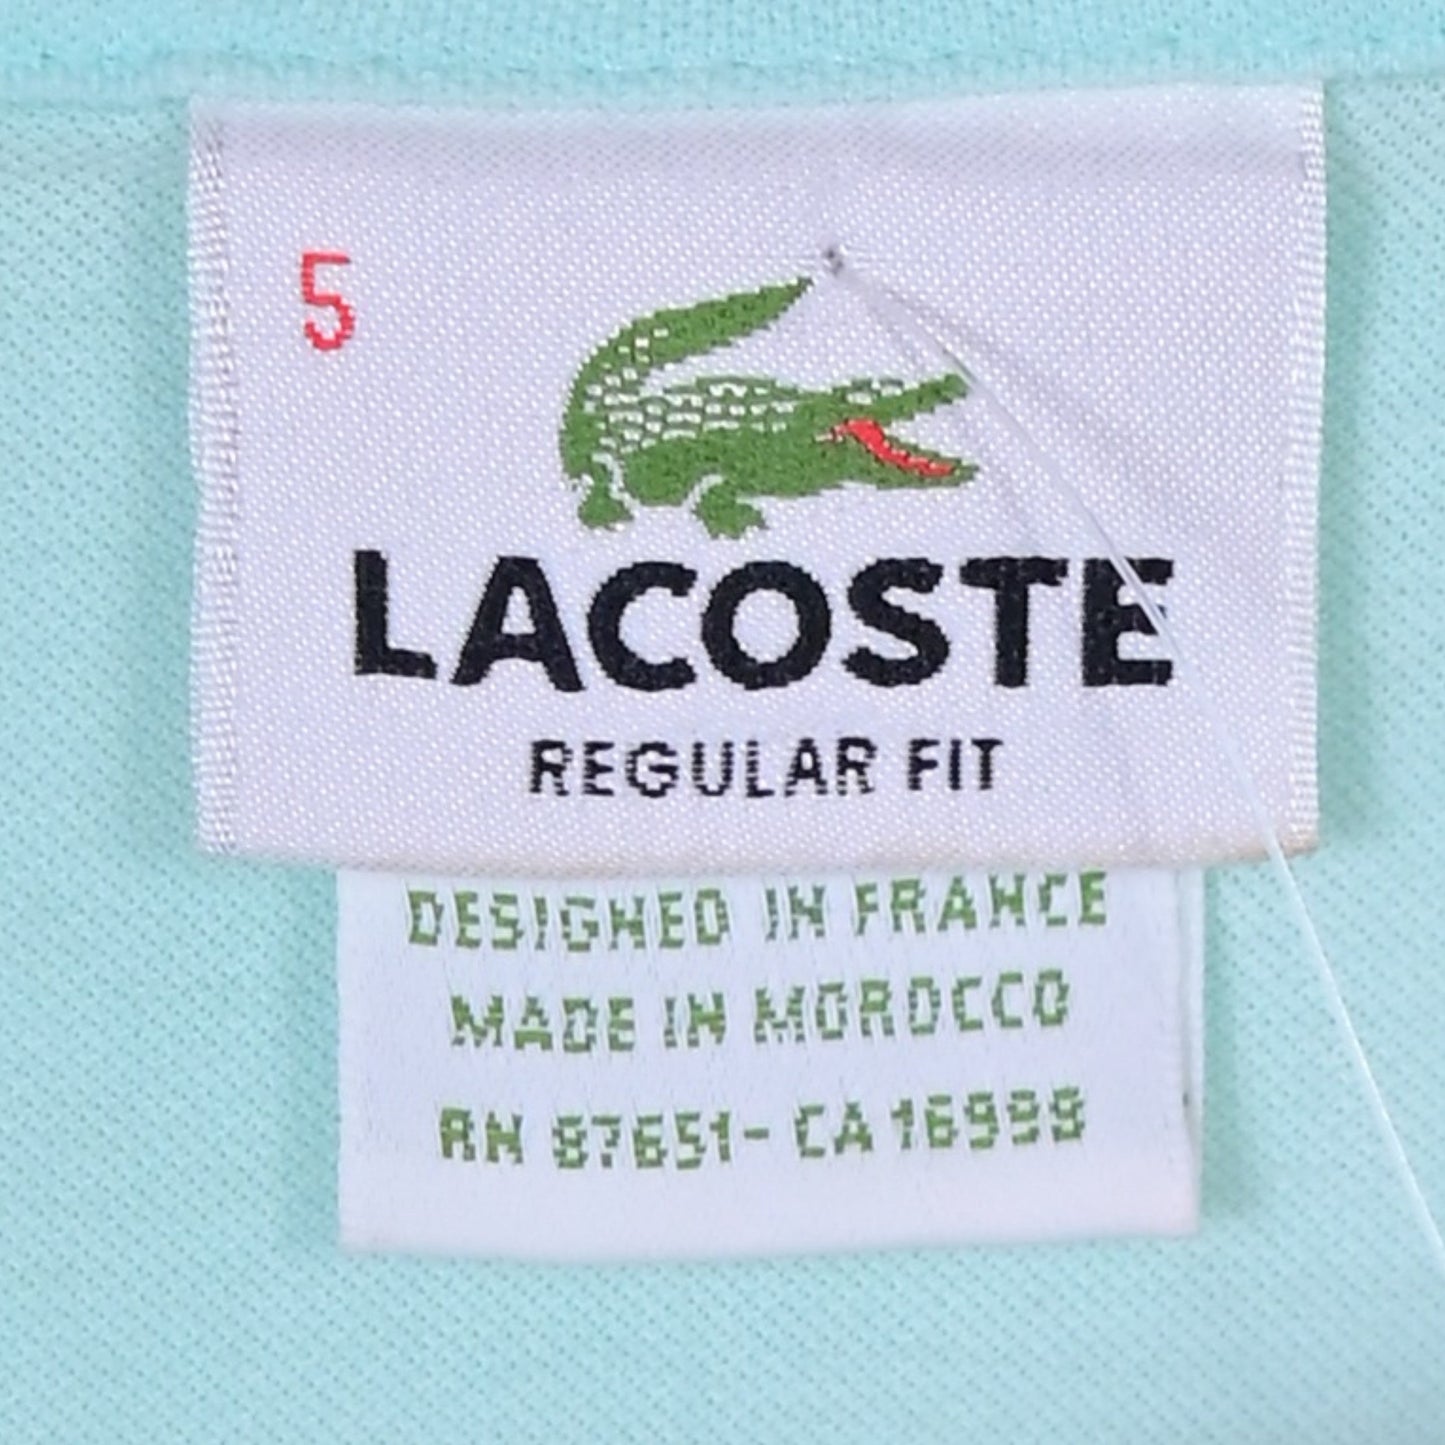 5
LACOSTE
REGULAR FIT
DESIGNED IN FRANCE
MADE IN MOROCCO
RN 87651- CA 16999